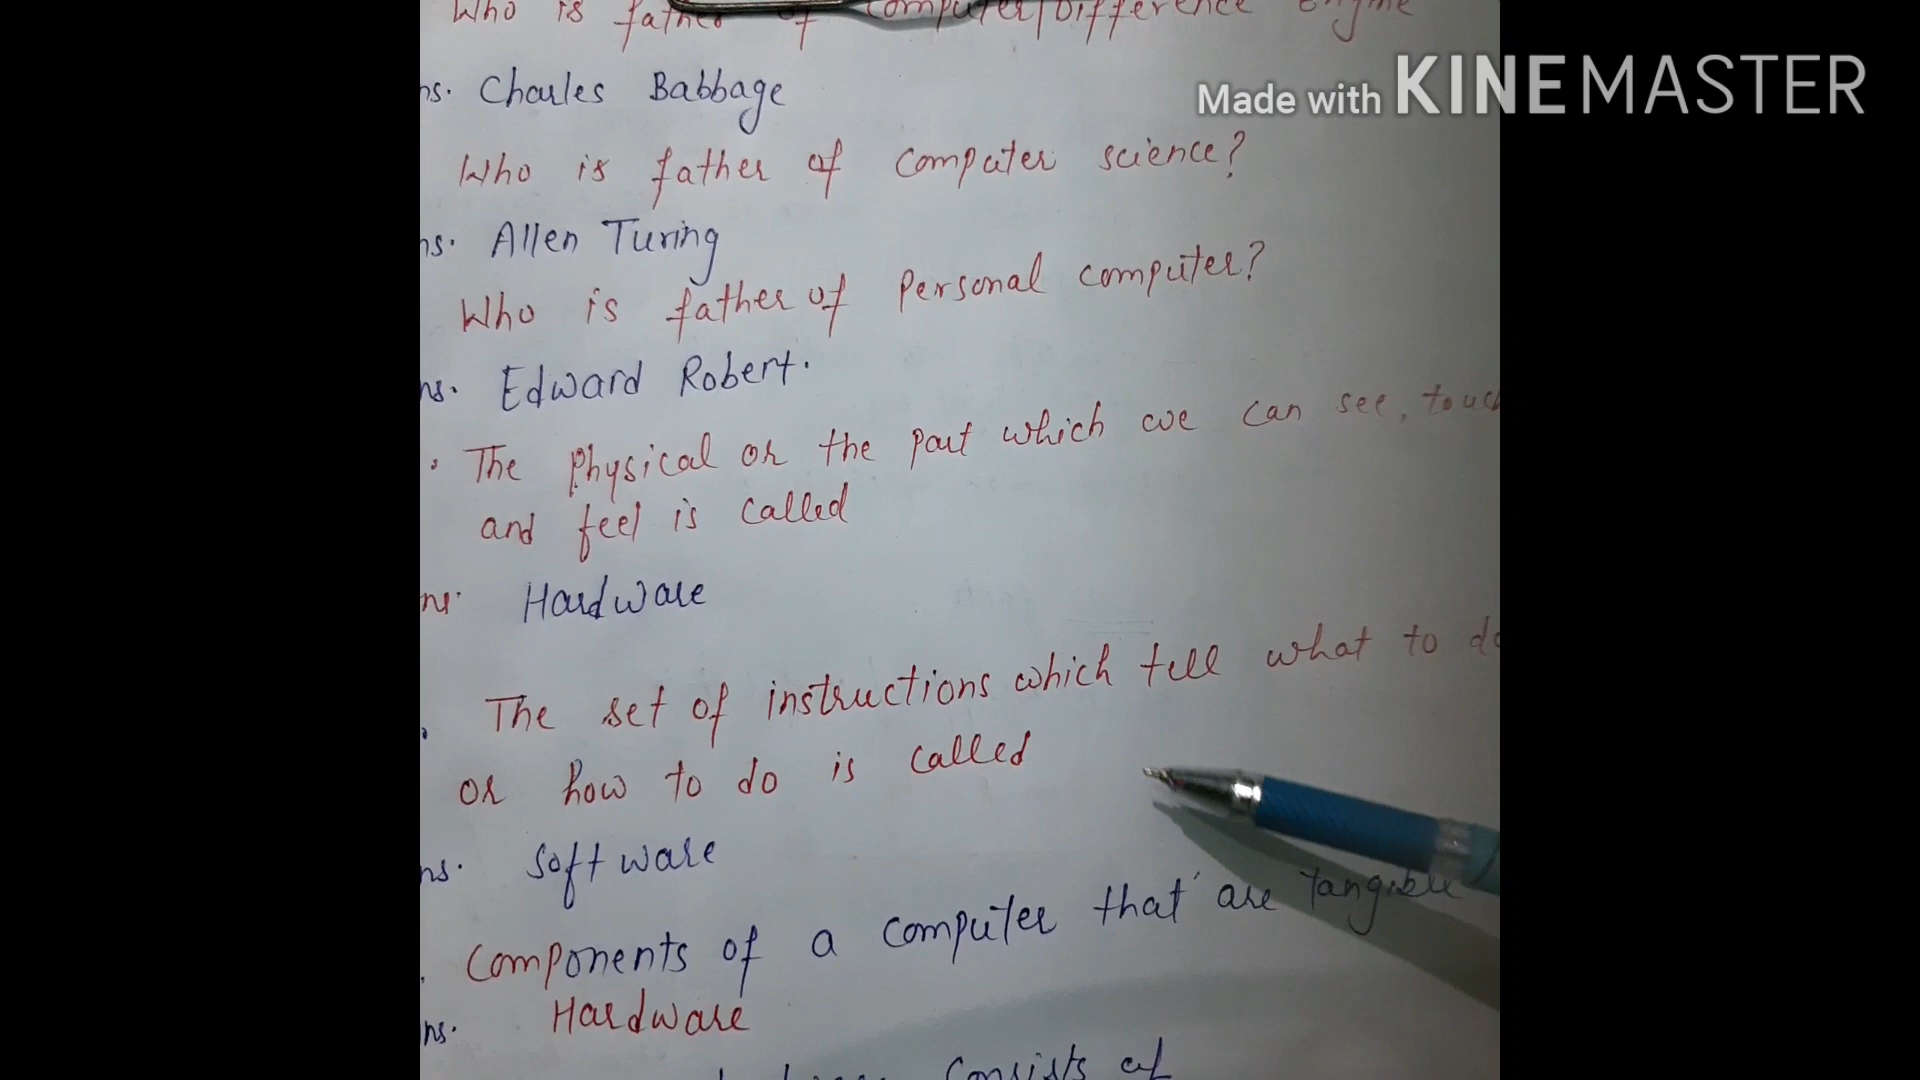 Who is father of Computer/Difference Engine
ns. Charles Babbage
Made with KINEMASTER
Who is father of computer science?
ns. Allen Turing
Who is father of Personal computer?
ns. Edward Robert.
The Physical or the part which we can see, touch
and feel is called
ns. Hardware
The set of instructions which tell what to do
or how to do is called
ns. Software
Components of a computer that are tangible
ns. Hardware
consists of